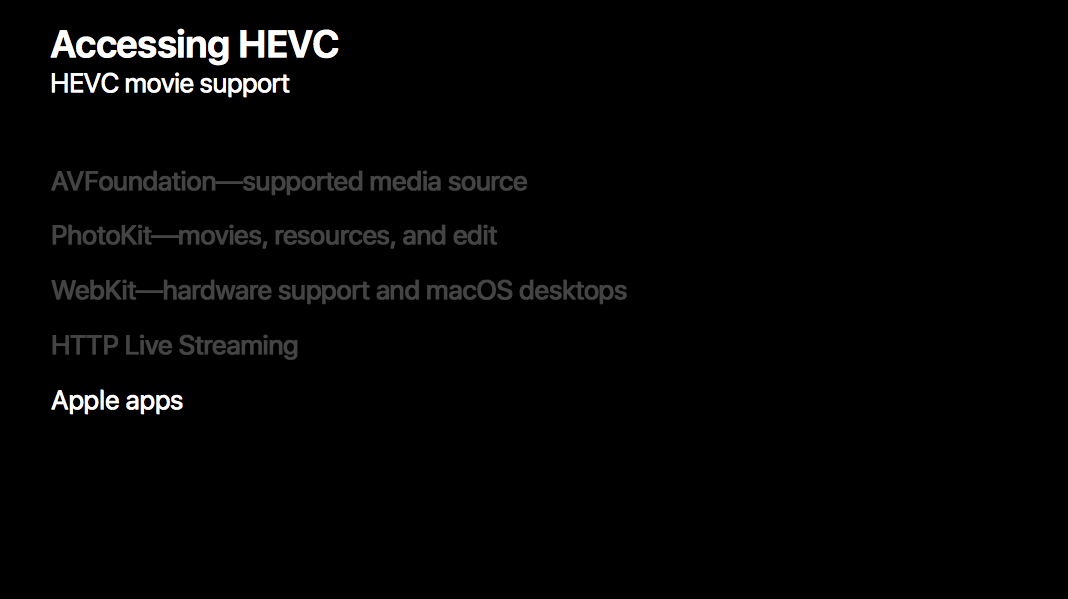 Accessing HEVC
HEVC movie support
AVFoundation—supported media source
PhotoKit—movies, resources, and edit
WebKit—hardware support and macOS desktops
HTTP Live Streaming
Apple apps